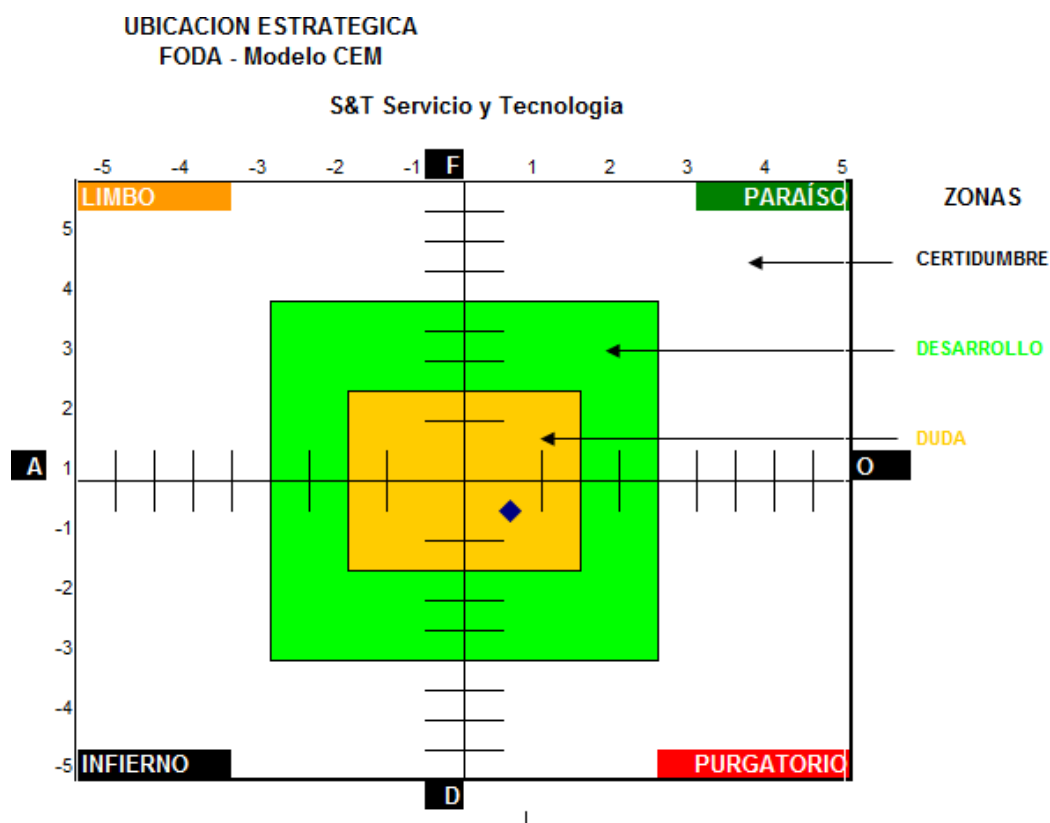 UBICACION ESTRATEGICA
FODA - Modelo CEM
S&T Servicio y Tecnologia
-5 -4 -3 -2 -1 F 1 2 3 4 5
LIMBO PARAÍSO ZONAS
5
CERTIDUMBRE
4
3 DESARROLLO
2
DUDA
A 1 O
-1
-2
-3
-4
-5 INFIERNO PURGATORIO
D